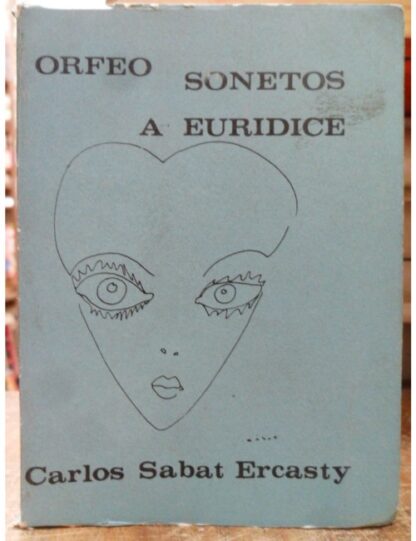 ORFEO SONETOS
A EURIDICE
Carlos Sabat Ercasty